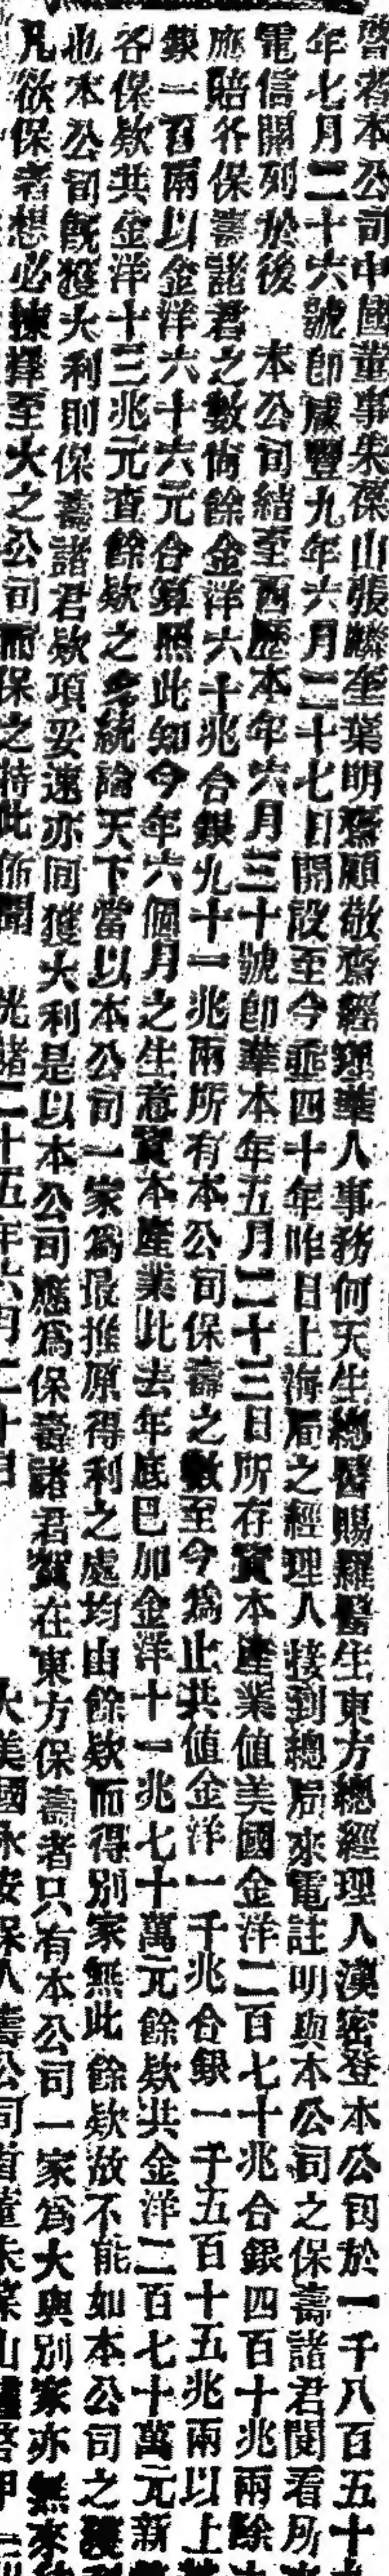 啓者本公司中國董事朱葆山張麟奎葉明齋顧敬齋經理華人事務何天生總醫賜羅醫生東方總經理人漢密登本公司於一千八百五十
年七月二十六號即咸豐九年六月二十七日開設至今垂四十年昨日上海局之經理人接到總局來電註明與本公司之保壽諸君閱看所
電信開列於後　本公司結至西歷本年六月三十號即華本年五月二十三日所存資本產業值美國金洋二百七十兆合銀四百十兆兩除
應賠各保壽諸君之數尚餘金洋六十兆合銀九十一兆兩所有本公司保壽之數至今為止共值金洋一千兆合銀一千五百十五兆兩以上
銀一百兩以金洋六十六元合算照此知今年六個月之生意資本產業比去年底已加金洋十一兆七十萬元餘欵共金洋二百七十萬元新
各保欵共金洋十三兆元查餘欵之多統論天下當以本公司一家為最推原得利之處均由餘欵而得別家無此餘欵故不能如本公司之獲
也本公司既獲大利則保壽諸君欵項妥速亦同獲大利是以本公司應為保壽諸君賀在東方保壽者只有本公司一家為大與別家亦無來
凡欲保者想必揀擇至大之公司而保之特此佈聞　光緒二十五年六月二十日　大美國永安保人壽公司首董朱葆山